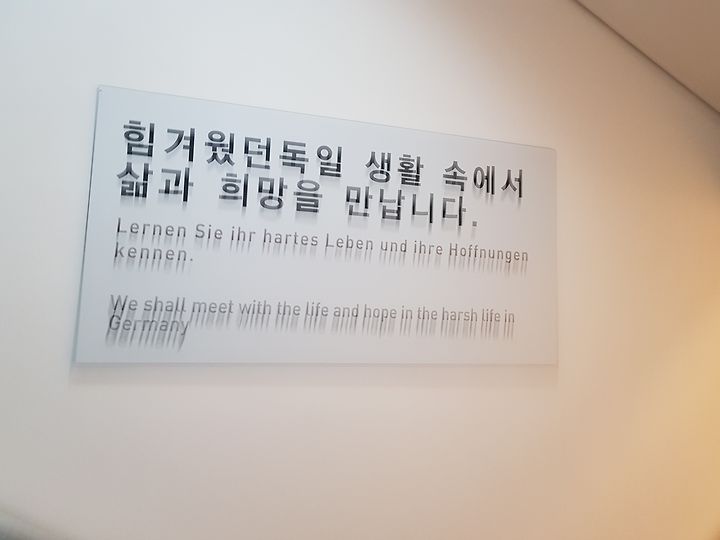 힘겨웠던독일 생활 속에서
삶과 희망을 만납니다.
Lernen Sie ihr hartes Leben und ihre Hoffnungen
kennen.
We shall meet with the life and hope in the harsh life in
Germany